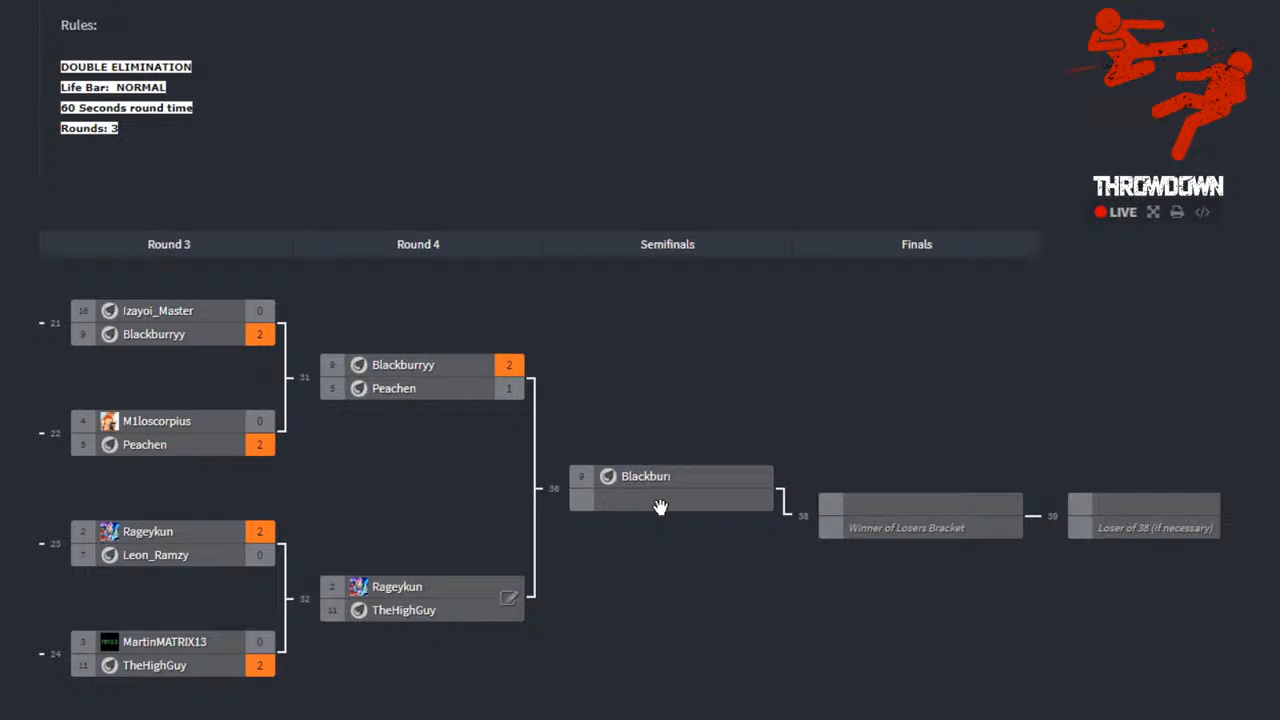 Rules:
DOUBLE ELIMINATION
Life Bar: NORMAL
60 Seconds round time
Rounds: 3
THROWDOWN
LIVE
Round 3
Round 4
Semifinals
Finals
21
16 Izayoi_Master 0
9 Blackburryy 2
31
9 Blackburryy 2
5 Peachen 1
22
4 M1loscorpius 0
5 Peachen 2
36
9 Blackburı
38
Winner of Losers Bracket
39
Loser of 38 (if necessary)
23
2 Rageykun 2
7 Leon_Ramzy 0
32
2 Rageykun
11 TheHighGuy
24
3 MartinMATRIX13 0
11 TheHighGuy 2